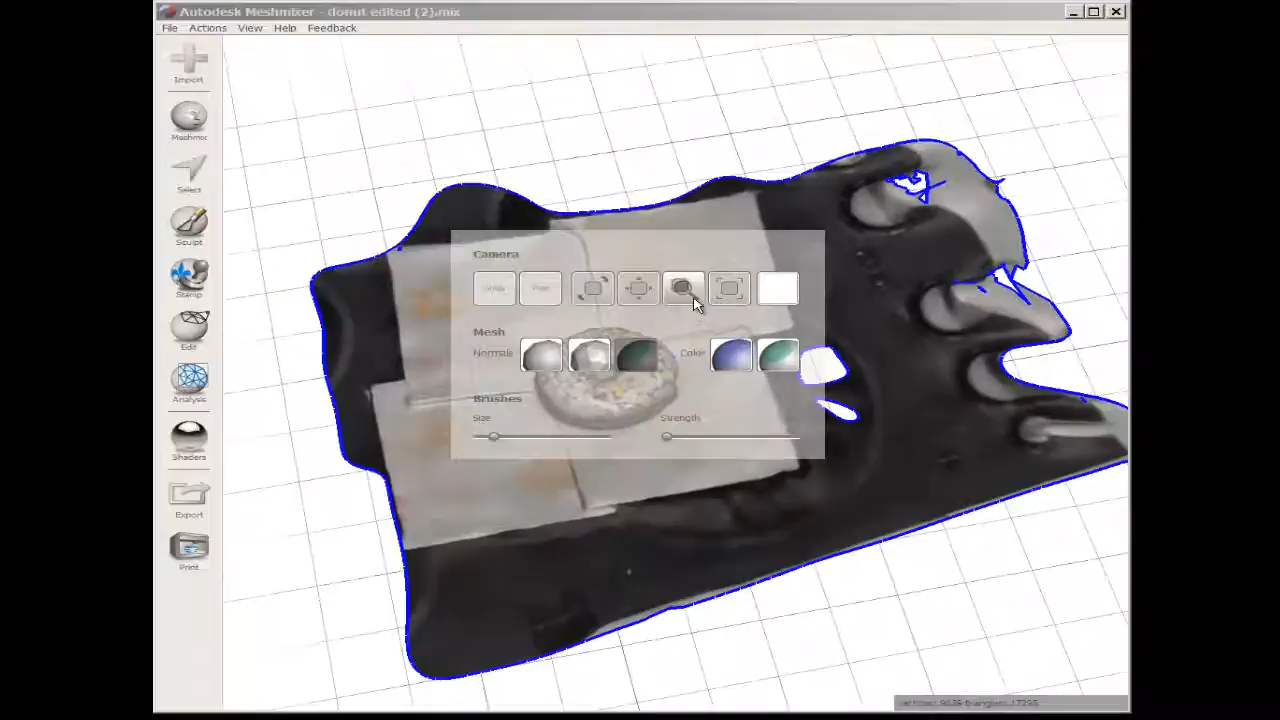 Autodesk Meshmixer - donut edited (2).mix
File Actions View Help Feedback
Import
Meshmix
Select
Sculpt
Stamp
Edit
Analysis
Shaders
Export
Print
Camera
Mesh
Normals Color
Brushes
Size Strength